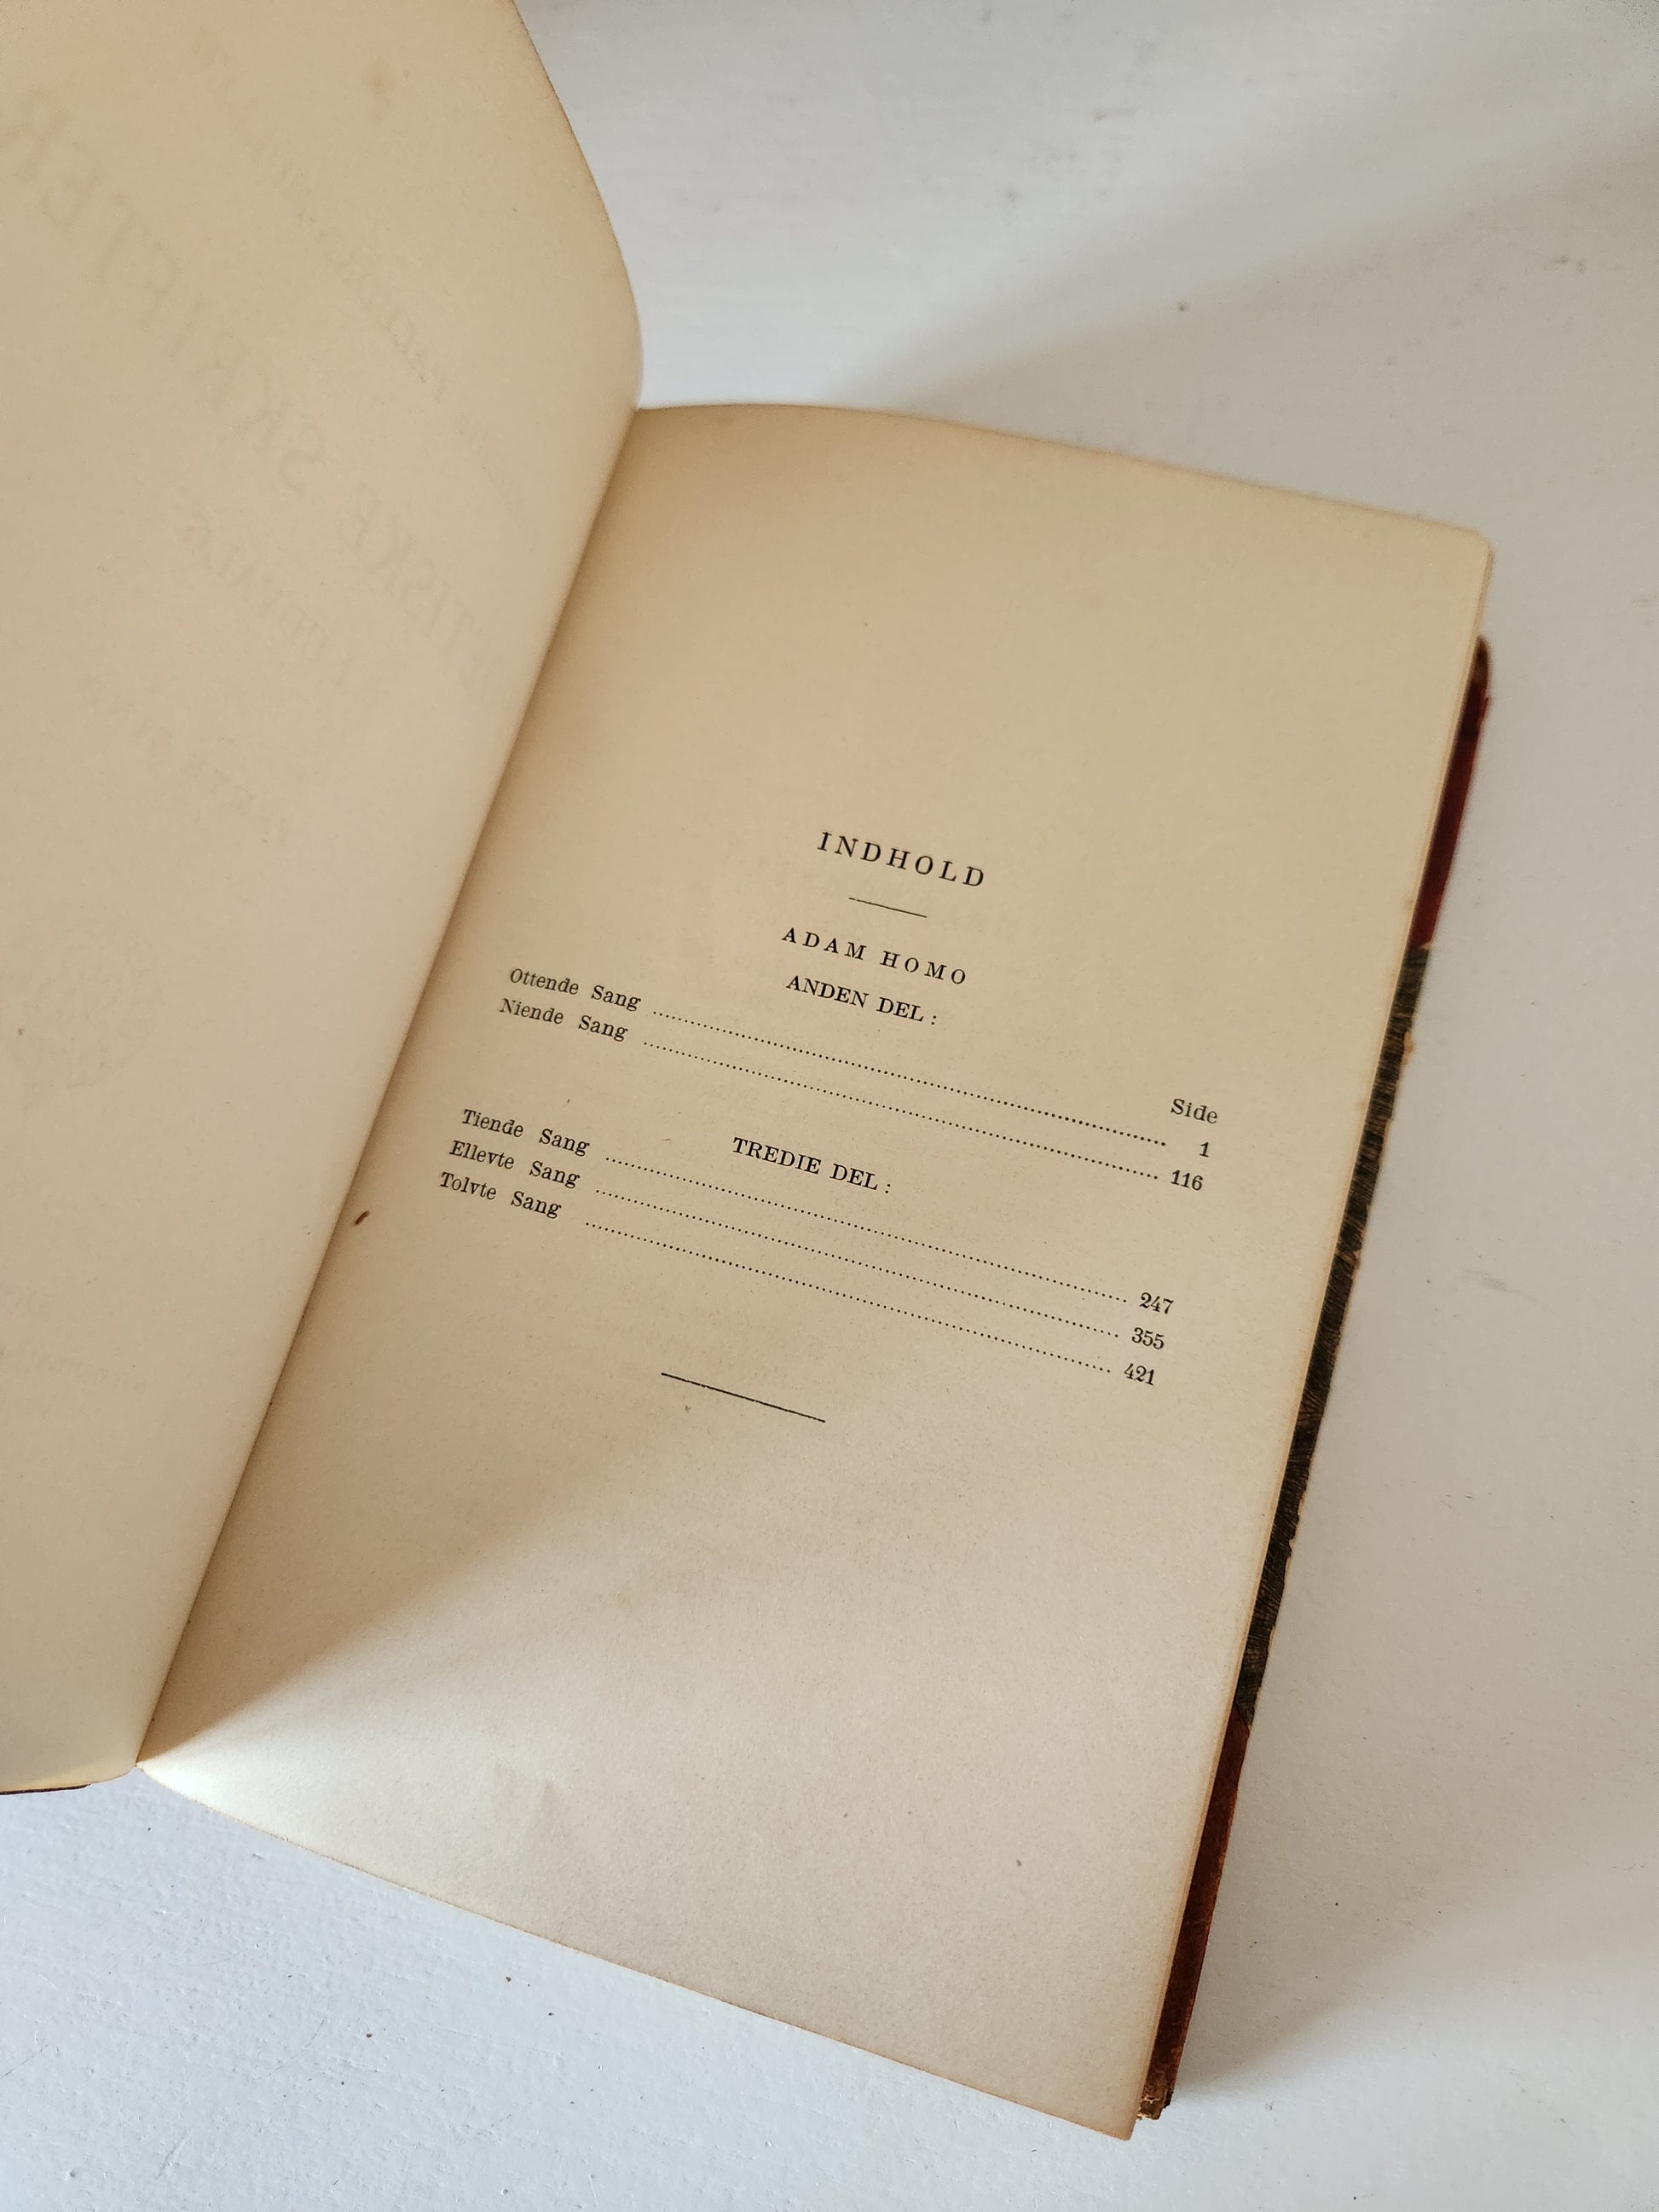 INDHOLD
ADAM HOMO
ANDEN DEL:
Side
Ottende Sang 1
Niende Sang 116
TREDIE DEL:
Tiende Sang 247
Ellevte Sang 355
Tolvte Sang 421